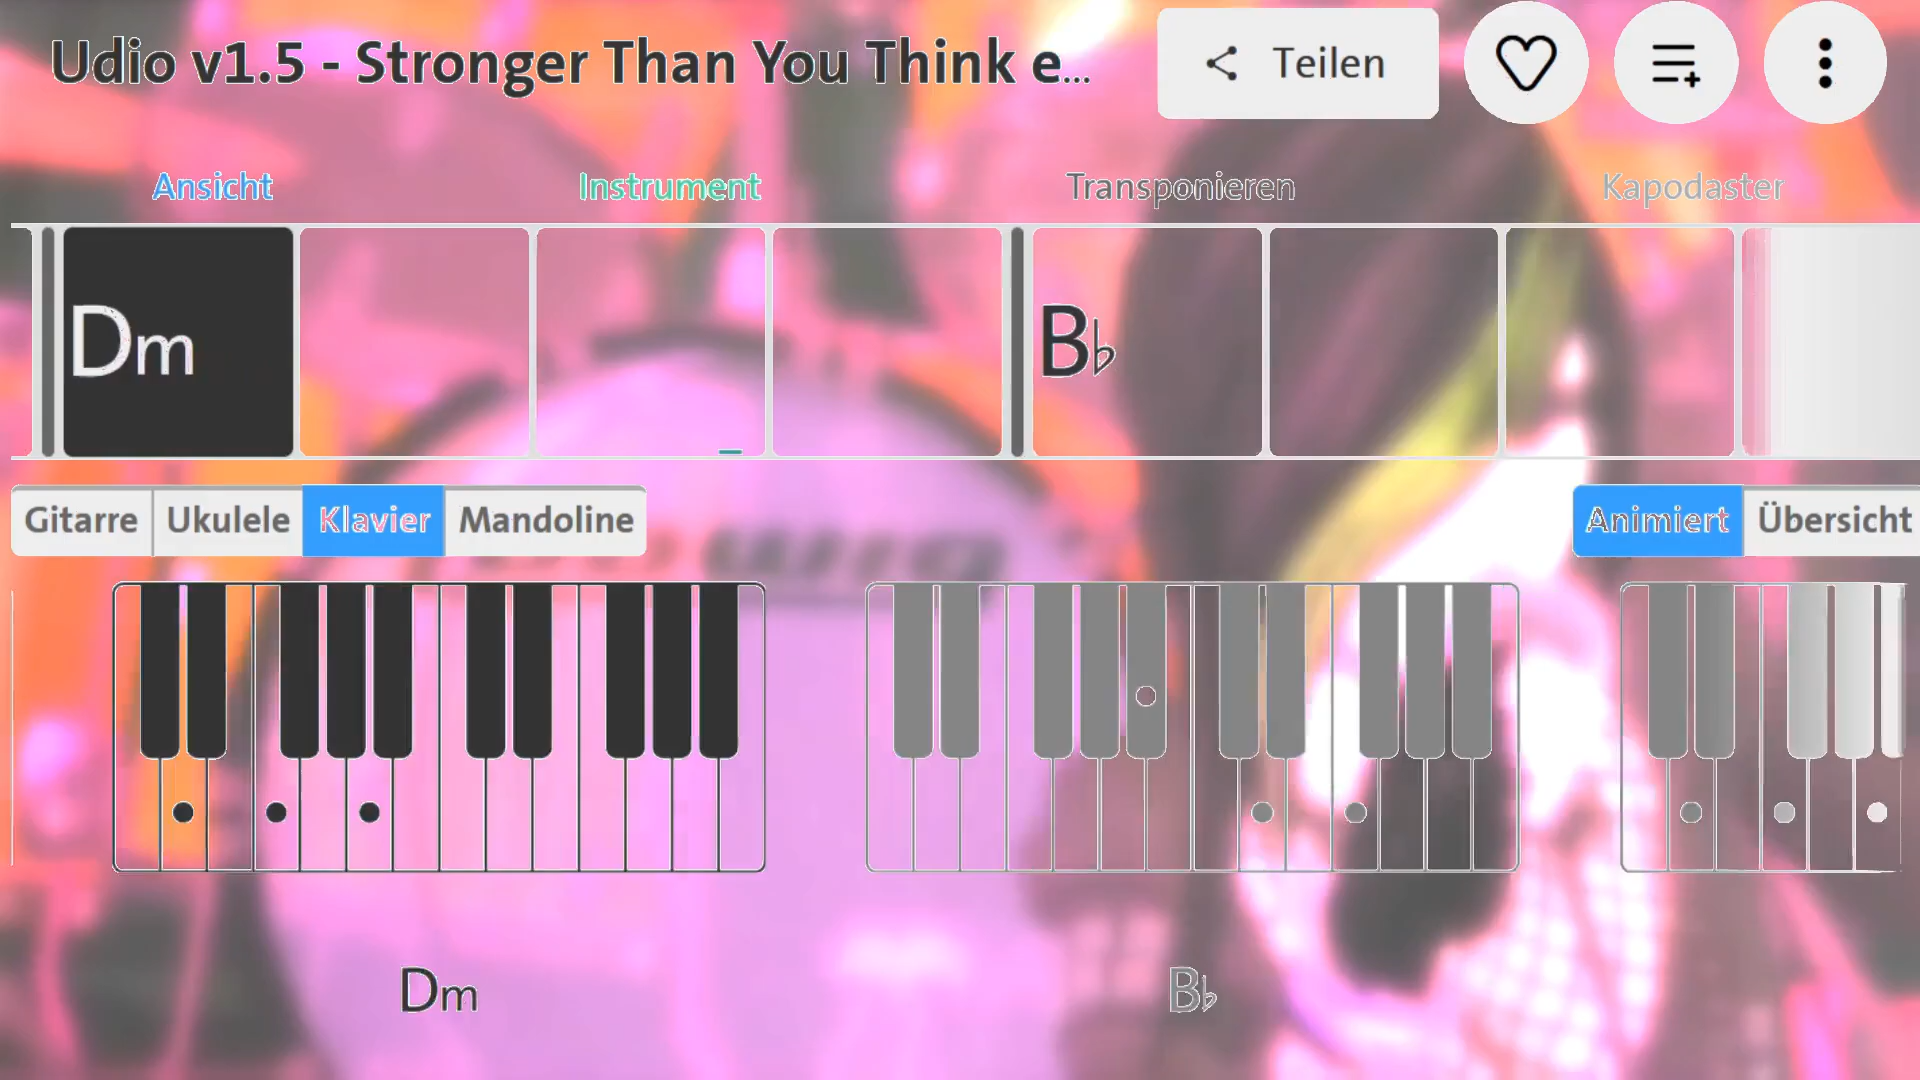 Udio v1.5 - Stronger Than You Think e...
Teilen
Ansicht
Instrument
Transponieren
Kapodaster
Dm
B♭
Gitarre
Ukulele
Klavier
Mandoline
Animiert
Übersicht
Dm
B♭